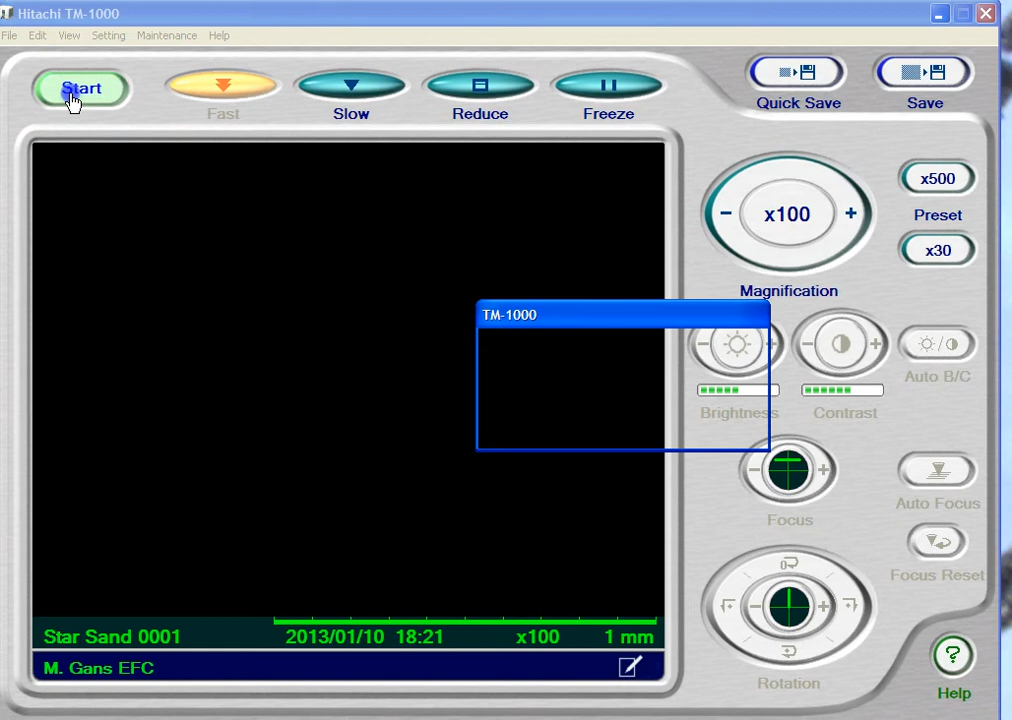 Hitachi TM-1000
File Edit View Setting Maintenance Help
Start
Fast
Slow
Reduce
Freeze
Quick Save
Save
x100
Magnification
x500
Preset
x30
TM-1000
Brightness
Contrast
Auto B/C
Focus
Auto Focus
Focus Reset
Rotation
Help
Star Sand 0001 2013/01/10 18:21 x100 1 mm
M. Gans EFC